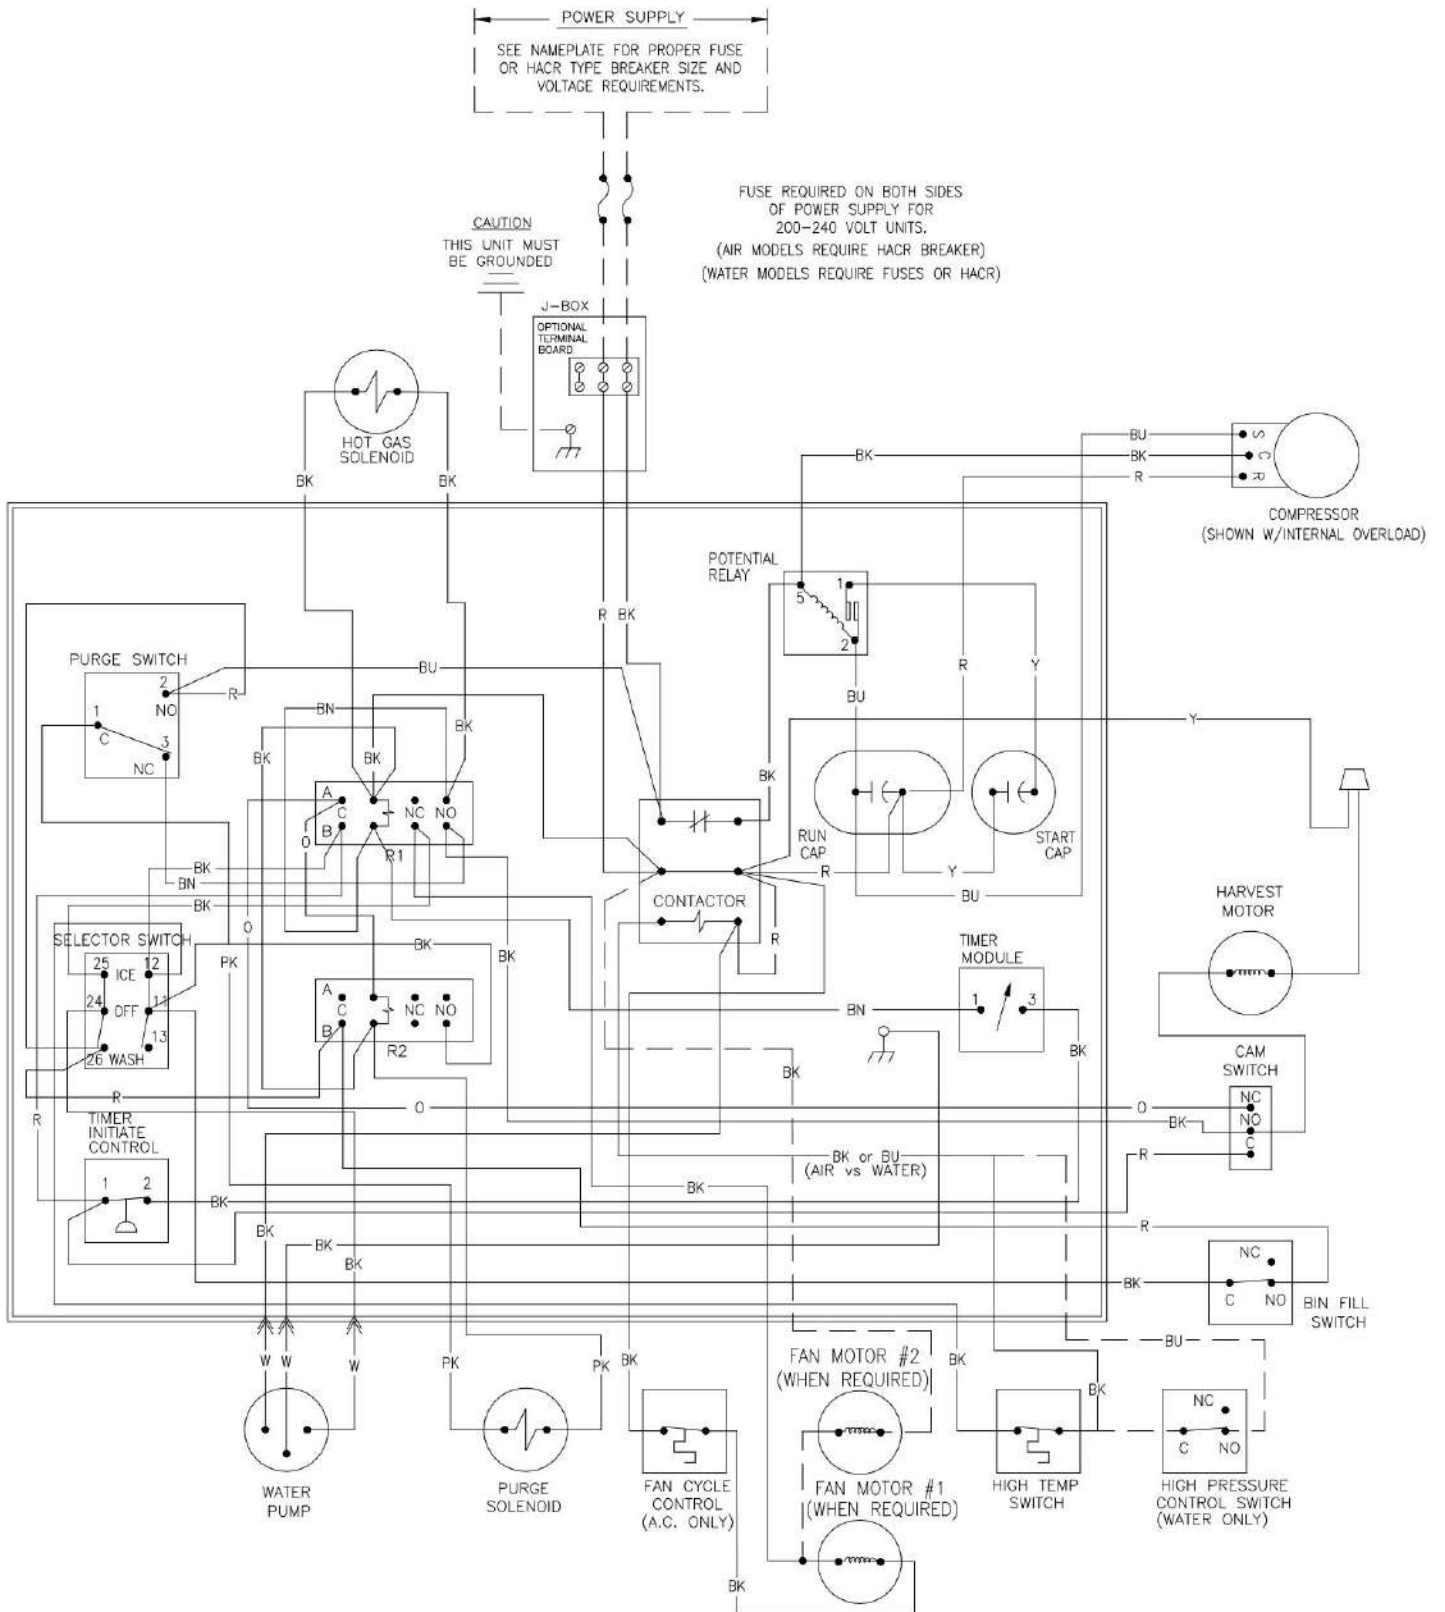 POWER SUPPLY
SEE NAMEPLATE FOR PROPER FUSE
OR HACR TYPE BREAKER SIZE AND
VOLTAGE REQUIREMENTS.
FUSE REQUIRED ON BOTH SIDES
OF POWER SUPPLY FOR
200-240 VOLT UNITS.
(AIR MODELS REQUIRE HACR BREAKER)
(WATER MODELS REQUIRE FUSES OR HACR)
CAUTION
THIS UNIT MUST
BE GROUNDED
J-BOX
OPTIONAL
TERMINAL
BOARD
HOT GAS
SOLENOID
BK
BK
BU
BK
R
S
C
R
COMPRESSOR
(SHOWN W/INTERNAL OVERLOAD)
BK
POTENTIAL
RELAY
5
1
2
R
BK
PURGE SWITCH
2
NO
R
1
C
3
NC
BU
BU
R
Y
Y
BN
BK
BK
BK
BK
A
C
NC
NO
B
R1
O
RUN
CAP
START
CAP
R
Y
BU
BK
BN
BK
O
CONTACTOR
R
HARVEST
MOTOR
SELECTOR SWITCH
25
ICE
12
24
OFF
11
13
26 WASH
PK
BK
BK
A
C
NC
NO
B
R2
TIMER
MODULE
1
3
BN
BK
BK
R
R
TIMER
INITIATE
CONTROL
1
2
BK
O
O
BK
CAM
SWITCH
NC
NO
C
R
BK or BU
(AIR vs WATER)
BK
R
BK
BK
BK
BK
NC
C
NO
BIN FILL
SWITCH
W
W
W
PK
PK
BK
FAN MOTOR #2
(WHEN REQUIRED)
BK
BK
BU
NC
C
NO
WATER
PUMP
PURGE
SOLENOID
FAN CYCLE
CONTROL
(A.C. ONLY)
FAN MOTOR #1
(WHEN REQUIRED)
HIGH TEMP
SWITCH
HIGH PRESSURE
CONTROL SWITCH
(WATER ONLY)
BK